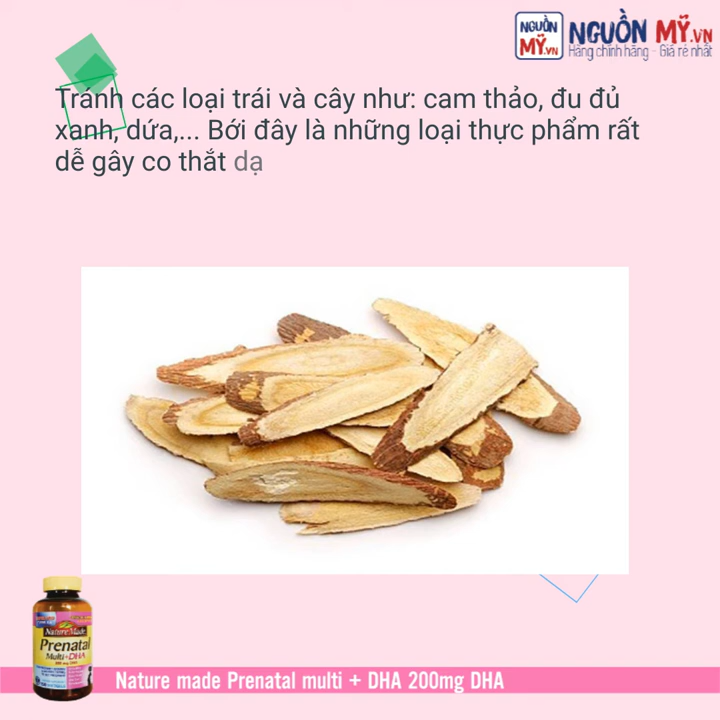 NGUỒN
MỸ.VN
NGUỒN MỸ.VN
Hàng chính hãng - Giá rẻ nhất
Tránh các loại trái và cây như: cam thảo, đu đủ
xanh, dứa,... Bởi đây là những loại thực phẩm rất
dễ gây co thắt dạ
Nature Made
Prenatal
Multi+DHA
Nature made Prenatal multi + DHA 200mg DHA